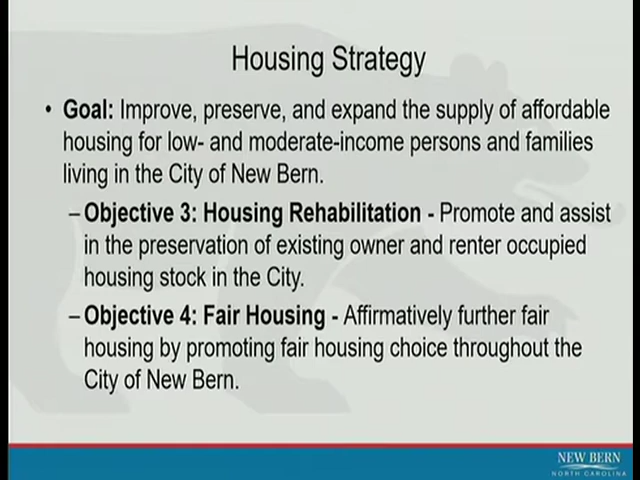 Housing Strategy
• Goal: Improve, preserve, and expand the supply of affordable
housing for low- and moderate-income persons and families
living in the City of New Bern.
– Objective 3: Housing Rehabilitation - Promote and assist
in the preservation of existing owner and renter occupied
housing stock in the City.
– Objective 4: Fair Housing - Affirmatively further fair
housing by promoting fair housing choice throughout the
City of New Bern.
NEW BERN
NORTH CAROLINA